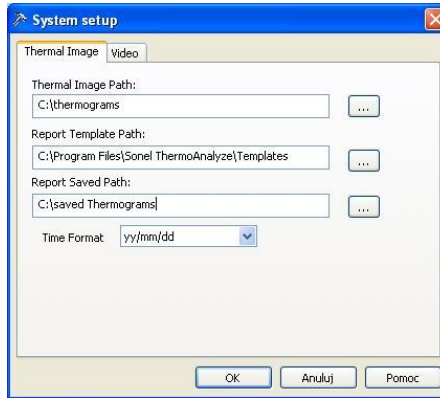 System setup
Thermal Image
Video
Thermal Image Path:
C:\thermograms
...
Report Template Path:
C:\Program Files\Sonel ThermoAnalyze\Templates
...
Report Saved Path:
C:\saved Thermograms
...
Time Format
yy/mm/dd
OK
Anuluj
Pomoc